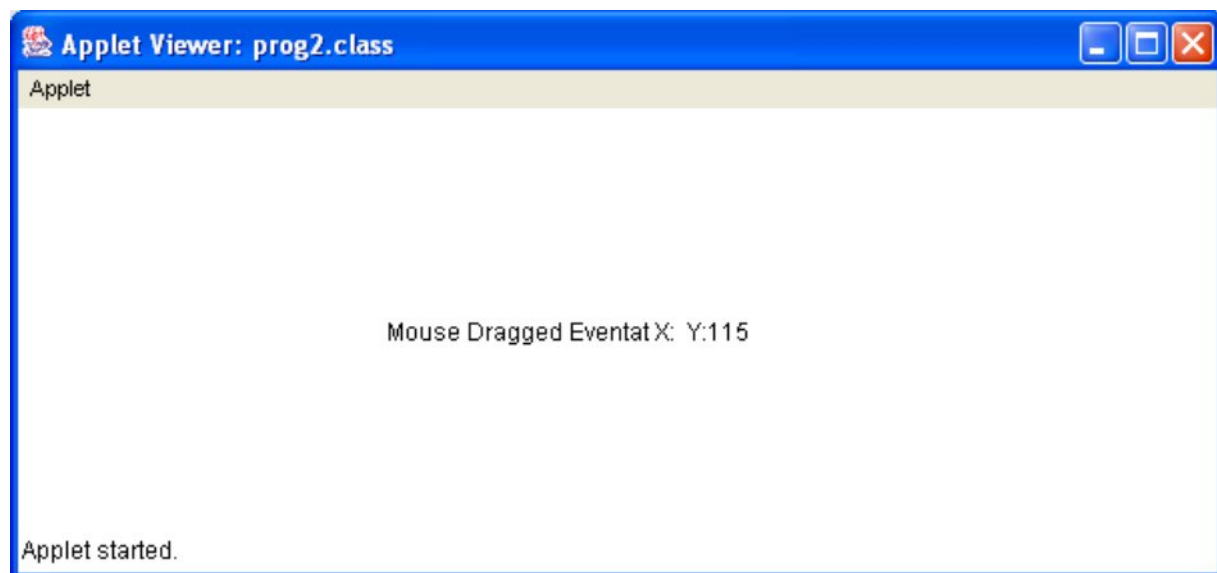 Applet Viewer: prog2.class
Applet
Mouse Dragged Eventat X: Y:115
Applet started.